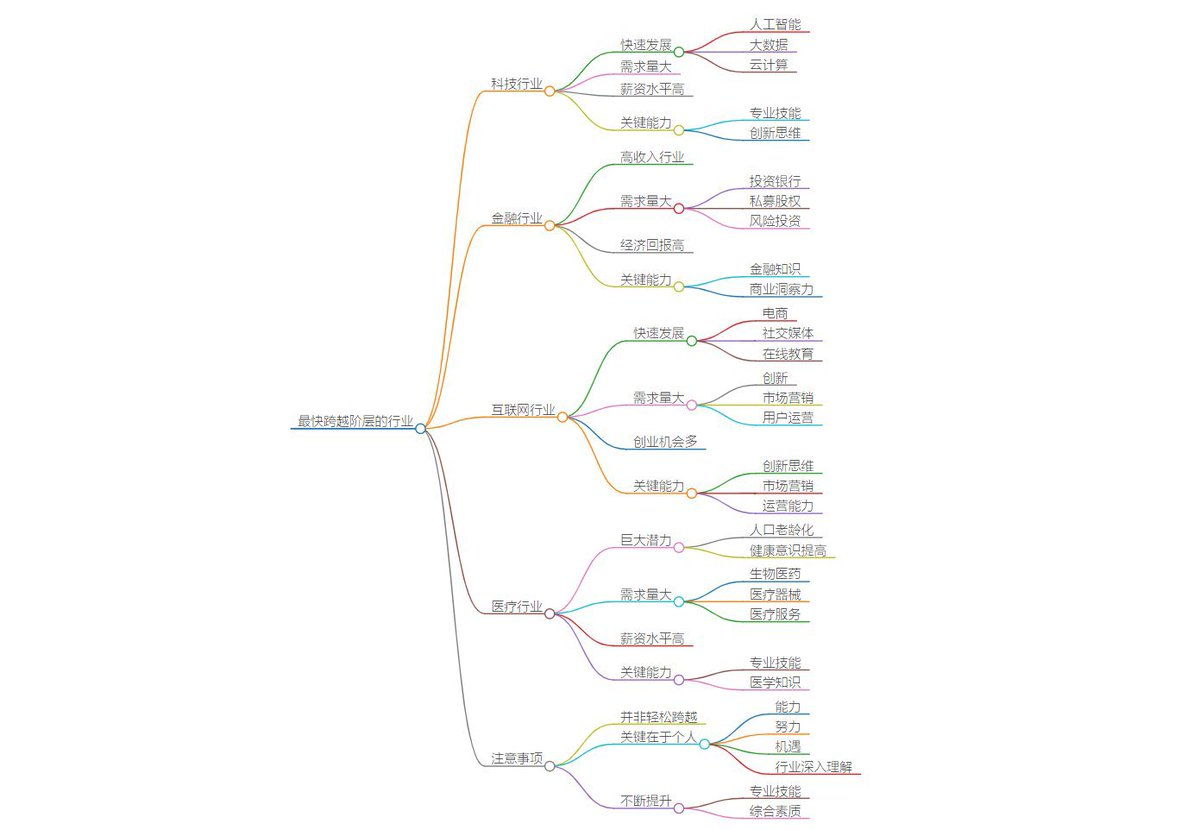 最快跨越阶层的行业
科技行业
快速发展
人工智能
大数据
云计算
需求量大
薪资水平高
关键能力
专业技能
创新思维
金融行业
高收入行业
需求量大
投资银行
私募股权
风险投资
经济回报高
关键能力
金融知识
商业洞察力
互联网行业
快速发展
电商
社交媒体
在线教育
需求量大
创新
市场营销
用户运营
创业机会多
关键能力
创新思维
市场营销
运营能力
医疗行业
巨大潜力
人口老龄化
健康意识提高
需求量大
生物医药
医疗器械
医疗服务
薪资水平高
关键能力
专业技能
医学知识
注意事项
并非轻松跨越
关键在于个人
能力
努力
机遇
行业深入理解
不断提升
专业技能
综合素质